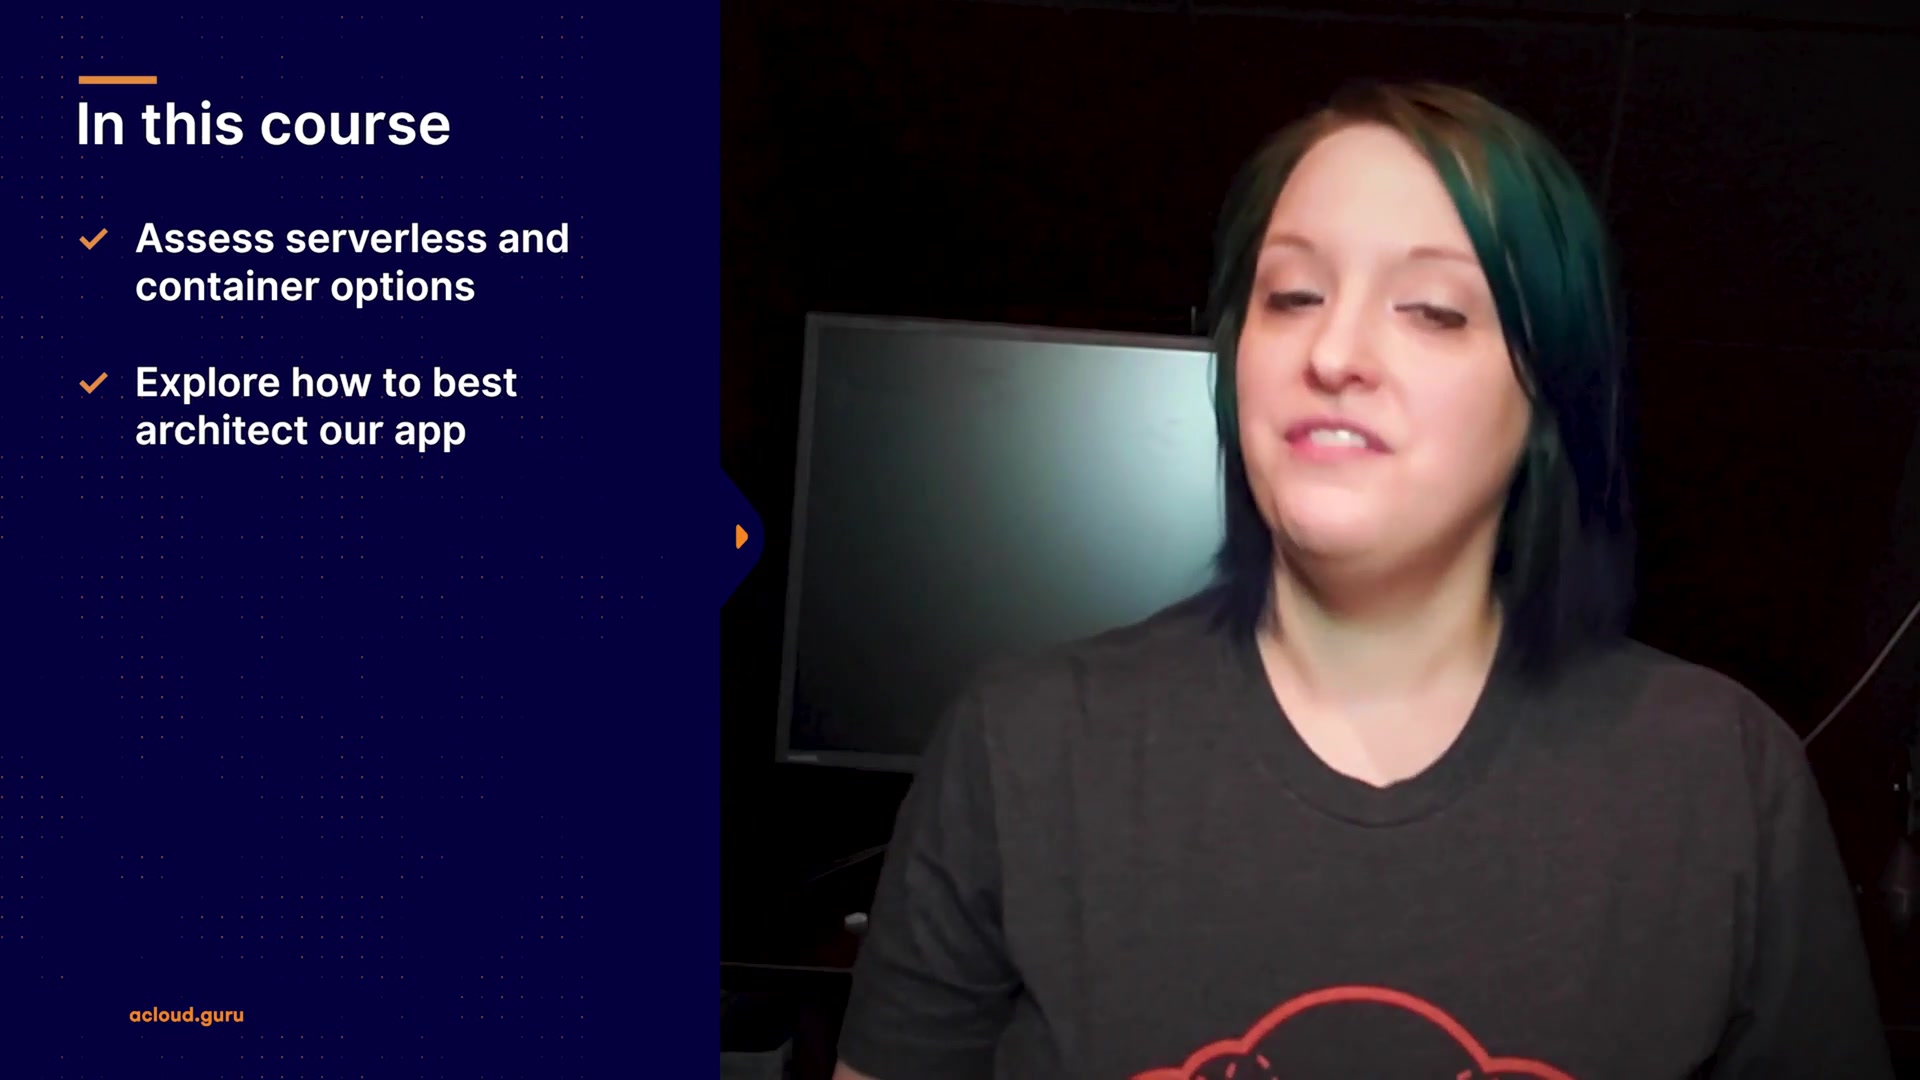 In this course
Assess serverless and
container options
Explore how to best
architect our app
acloud.guru